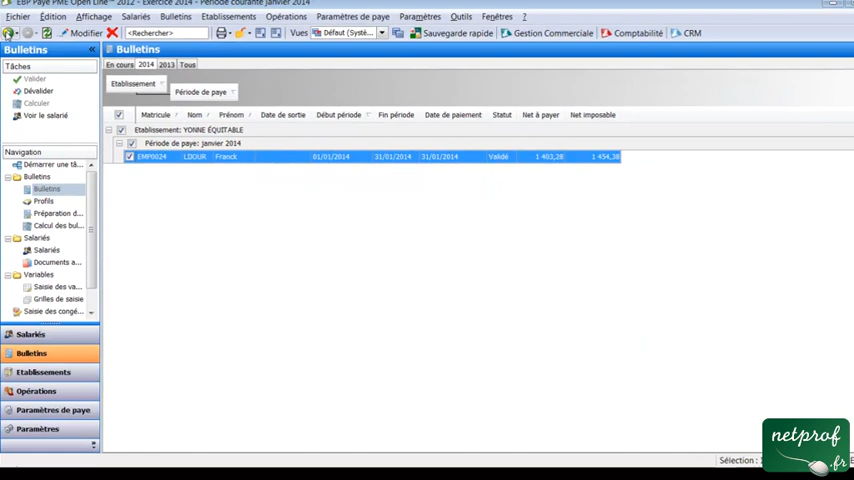 EBP Paye PME Open Line™ 2012 - Exercice 2014 - Période courante janvier 2014
Fichier Édition Affichage Salariés Bulletins Etablissements Opérations Paramètres de paye Paramètres Outils Fenêtres ?
Modifier <Rechercher> Vues Défaut (Systè... Sauvegarde rapide Gestion Commerciale Comptabilité CRM
Bulletins « Bulletins
Tâches
En cours 2014 2013 Tous
Valider
Dévalider
Calculer
Voir le salarié
Etablissement
Période de paye
Matricule Nom Prénom Date de sortie Début période Fin période Date de paiement Statut Net à payer Net imposable
Etablissement: YONNE ÉQUITABLE
Période de paye: janvier 2014
EMP0024 LDOUR Franck 01/01/2014 31/01/2014 31/01/2014 Validé 1 403,28 1 454,38
Navigation
Démarrer une tâ...
Bulletins
Bulletins
Profils
Préparation d...
Calcul des bul...
Salariés
Salariés
Documents a...
Variables
Saisie des va...
Grilles de saisie
Saisie des congé...
Salariés
Bulletins
Etablissements
Opérations
Paramètres de paye
Paramètres
Sélection : 1
netprof
.fr